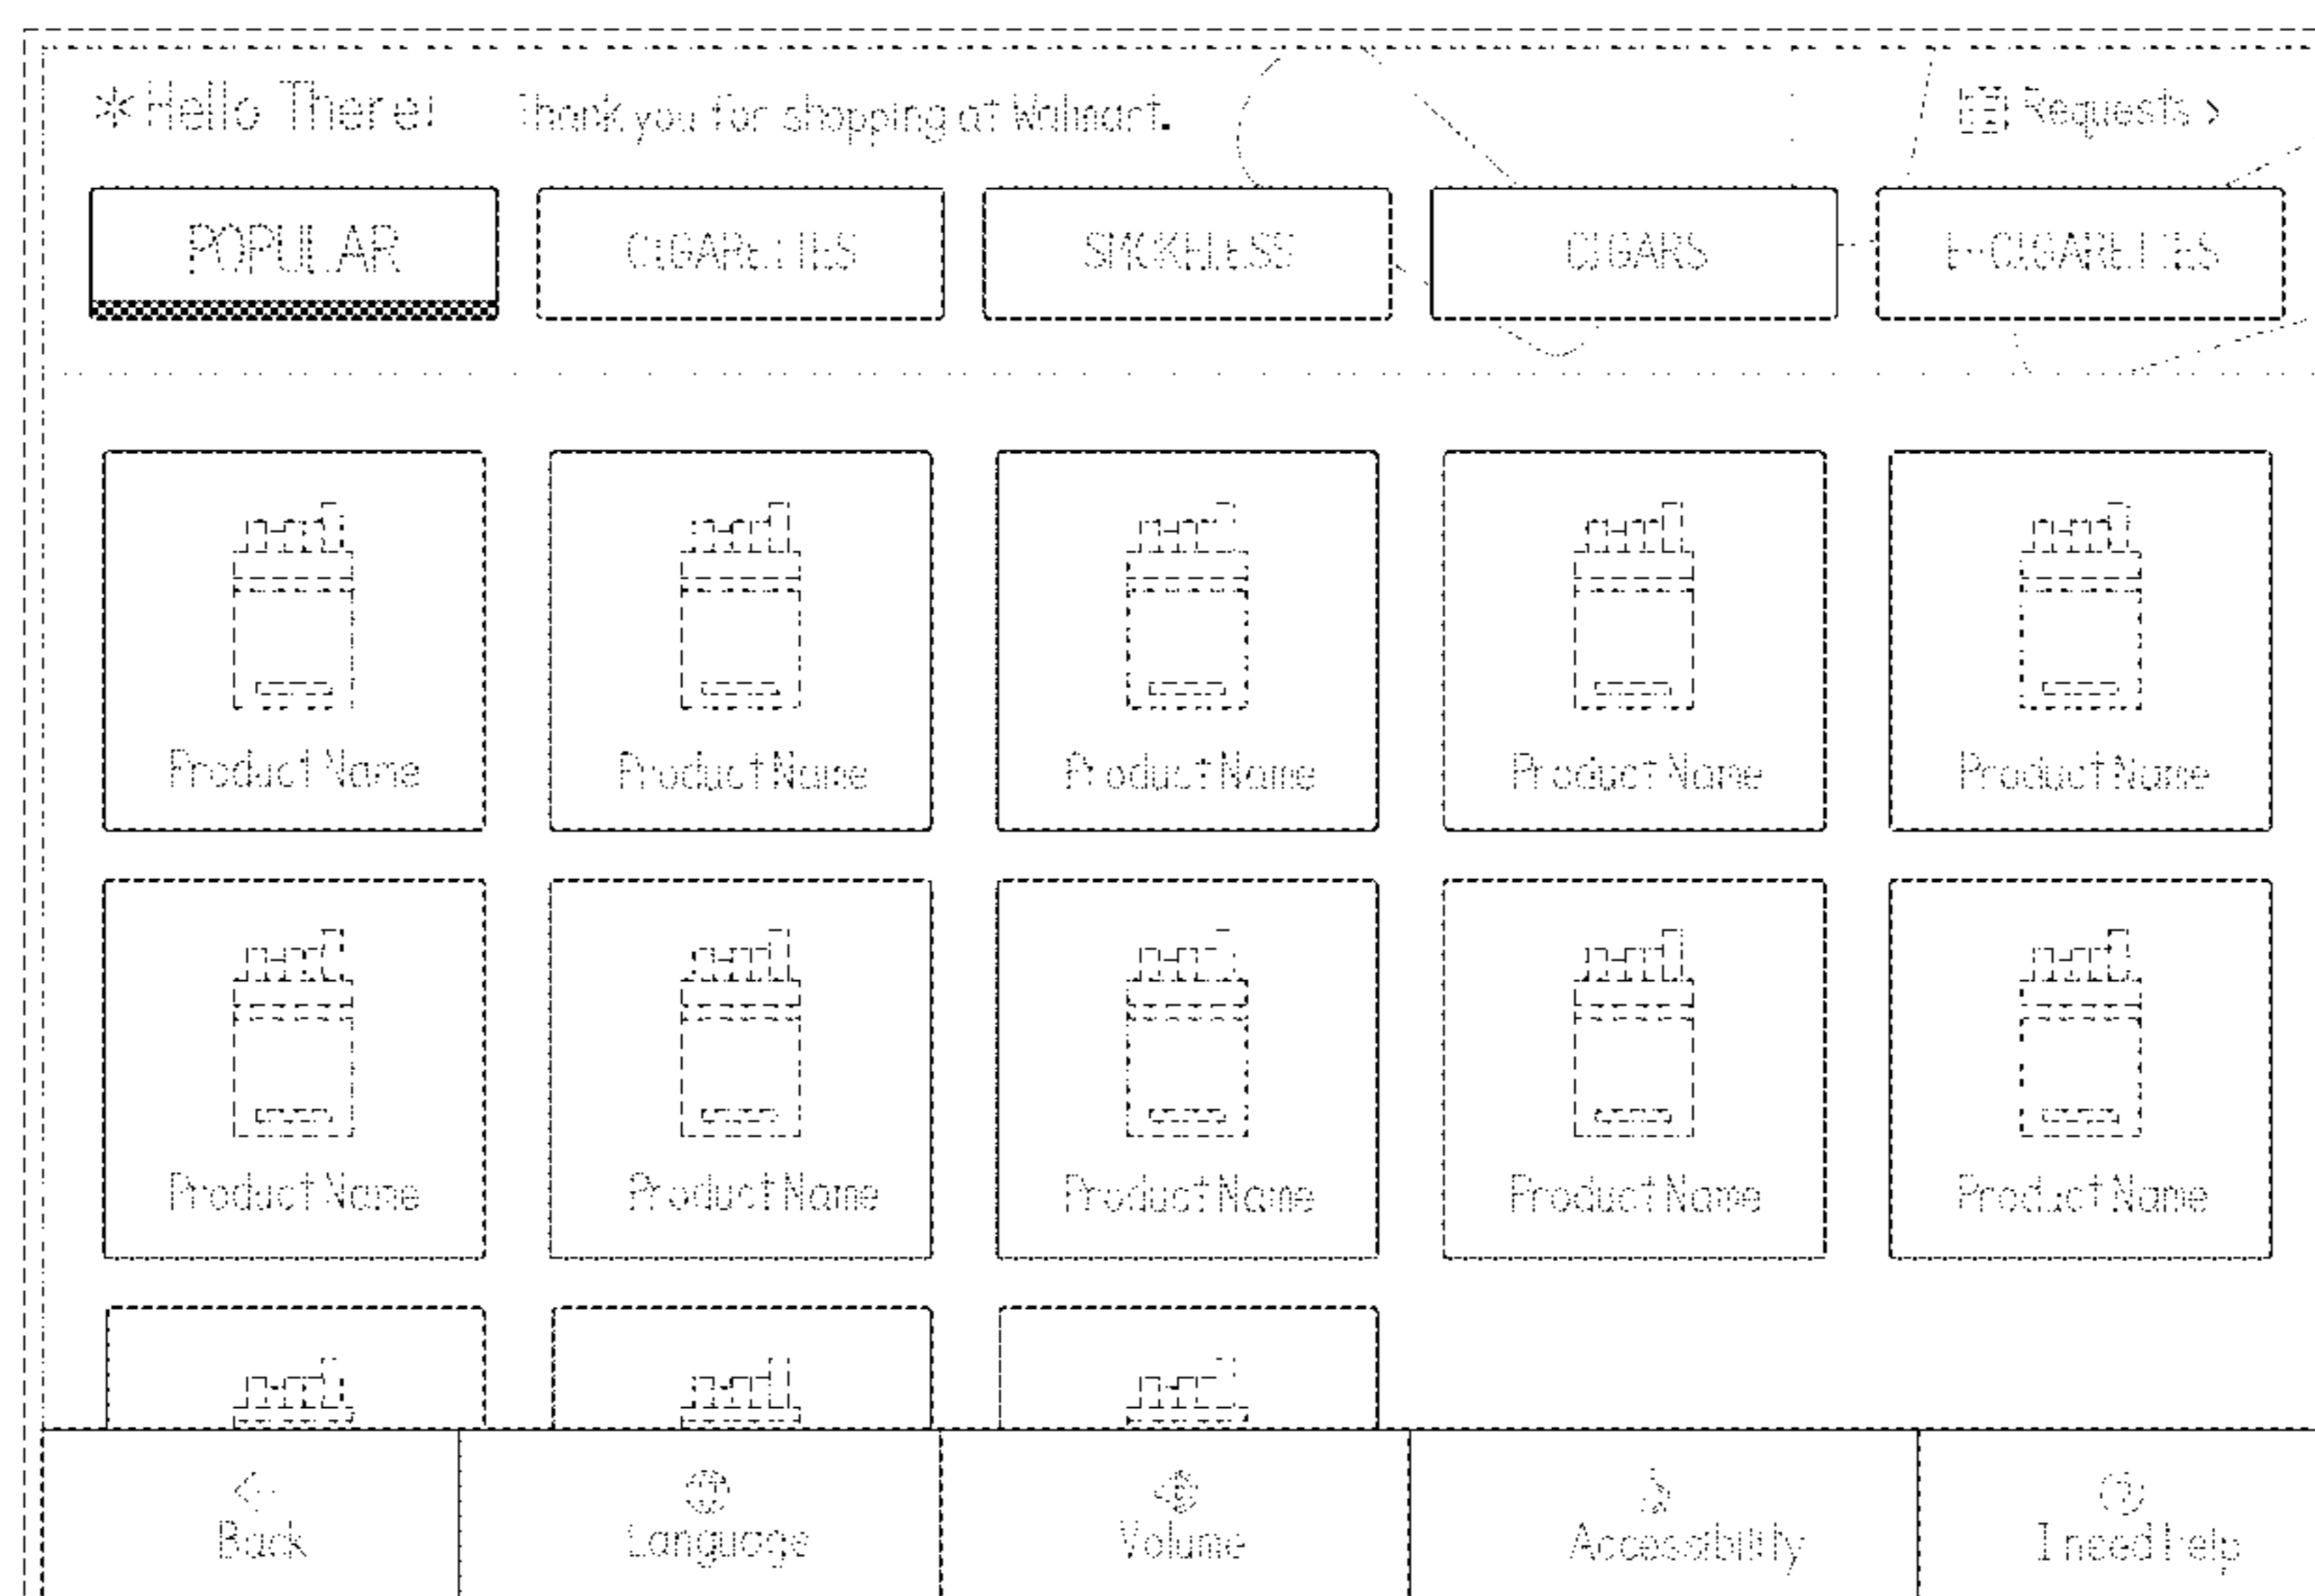 Hello There! Thank you for shopping at Walmart. Requests >
POPULAR CIGARETTES SMOKELESS CIGARS E-CIGARETTES
Product Name Product Name Product Name Product Name Product Name
Product Name Product Name Product Name Product Name Product Name
Back Language Volume Accessibility I need help